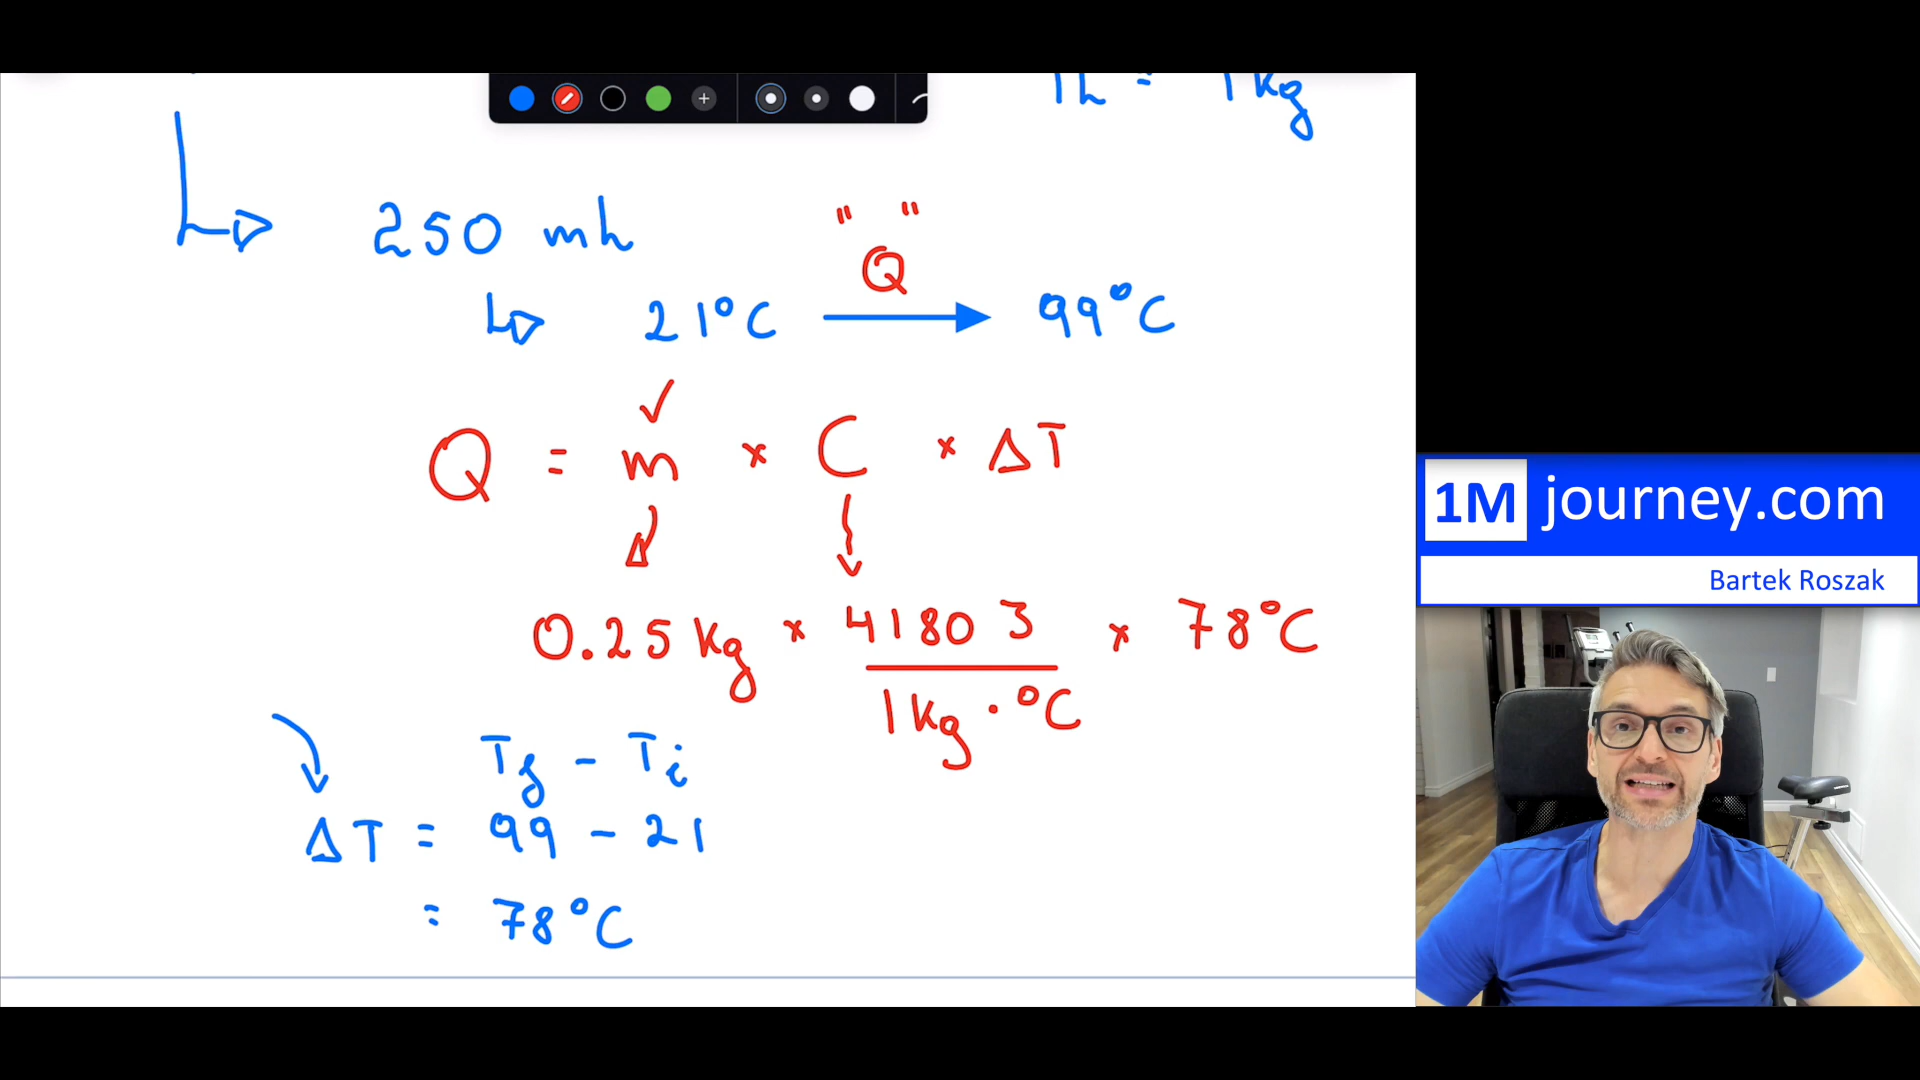 1L = 1kg
250 mL
" "
Q
21°C 99°C
Q = m × C × ΔT
0.25 kg × 4180 J × 78°C
1kg · °C
Tf - Ti
ΔT = 99 - 21
= 78°C
1M journey.com
Bartek Roszak